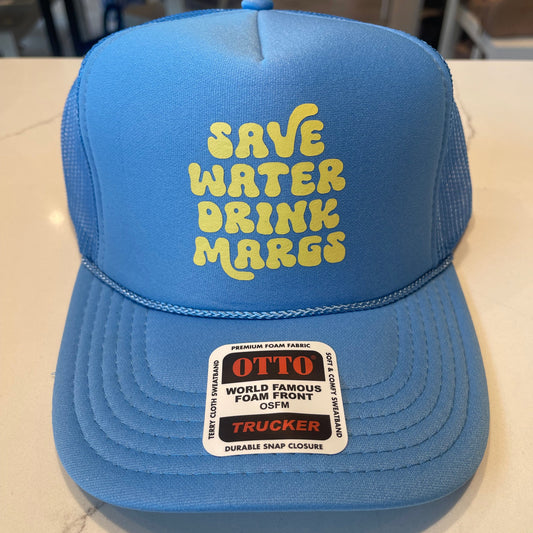 SAVE
WATER
DRINK
MARGS
PREMIUM FOAM FABRIC
TERRY CLOTH SWEATBAND
SOFT & COMFY SWEATBAND
OTTO®
WORLD FAMOUS
FOAM FRONT
OSFM
TRUCKER
DURABLE SNAP CLOSURE